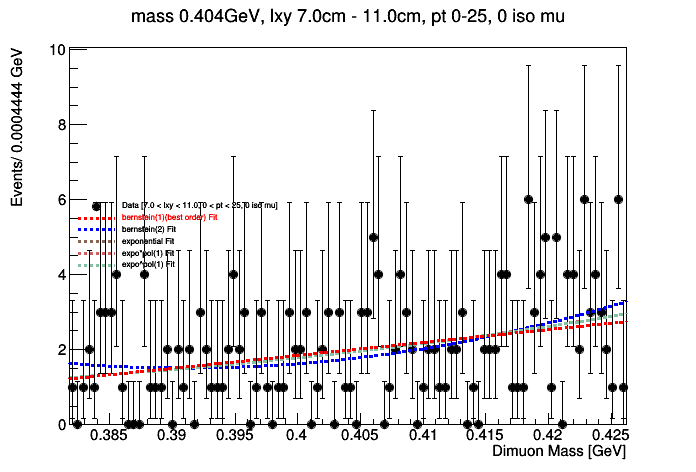 mass 0.404GeV, lxy 7.0cm - 11.0cm, pt 0-25, 0 iso mu
Events/ 0.0004444 GeV
10
8
6
4
2
0
Data [7.0 < lxy < 11.0, 0 < pt < 25, 0 iso mu]
bernstein(1)(best order) Fit
bernstein(2) Fit
exponential Fit
expo*pol(1) Fit
expo*pol(1) Fit
0.385 0.39 0.395 0.4 0.405 0.41 0.415 0.42 0.425
Dimuon Mass [GeV]